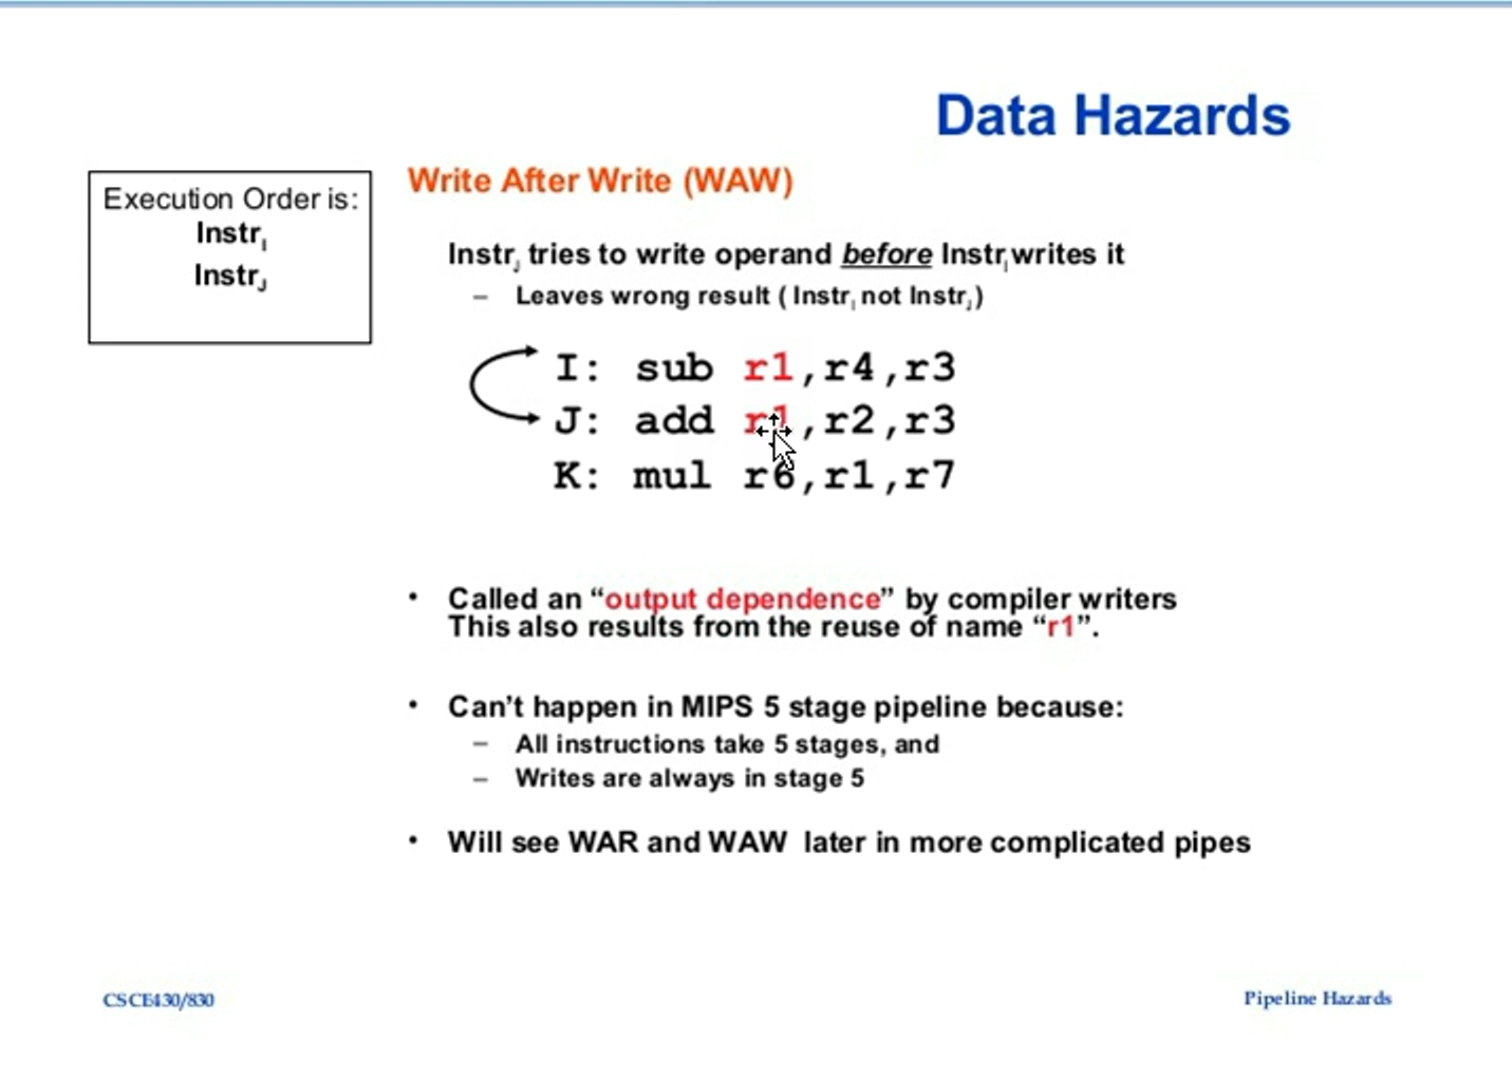 Data Hazards
Execution Order is:
Instr_I
Instr_J
Write After Write (WAW)
Instr_J tries to write operand before Instr_I writes it
– Leaves wrong result ( Instr_I not Instr_J )
I: sub r1,r4,r3
J: add r1,r2,r3
K: mul r6,r1,r7
• Called an “output dependence” by compiler writers
This also results from the reuse of name “r1”.
• Can’t happen in MIPS 5 stage pipeline because:
– All instructions take 5 stages, and
– Writes are always in stage 5
• Will see WAR and WAW later in more complicated pipes
CSCE430/830
Pipeline Hazards